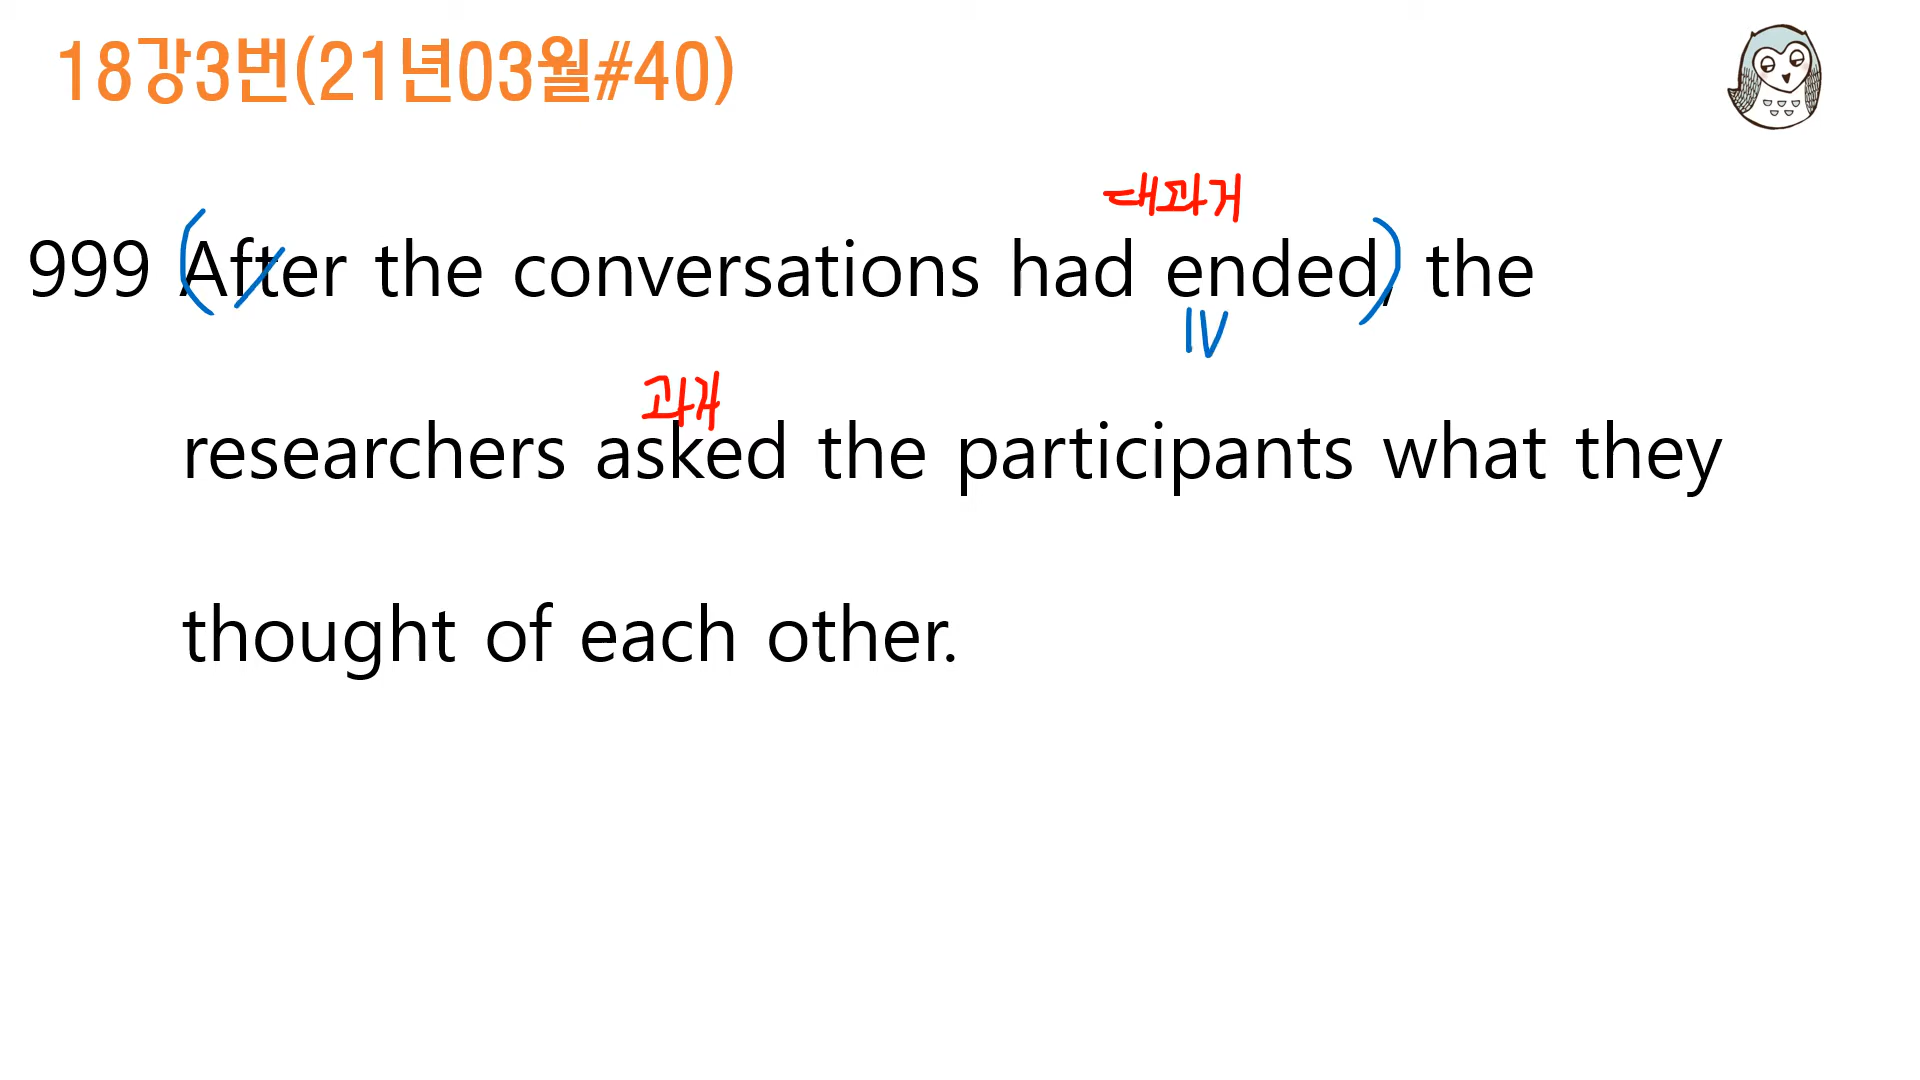 18강3번(21년03월#40)
대과거
999 (After the conversations had ended,) the
IV
과거
researchers asked the participants what they
thought of each other.